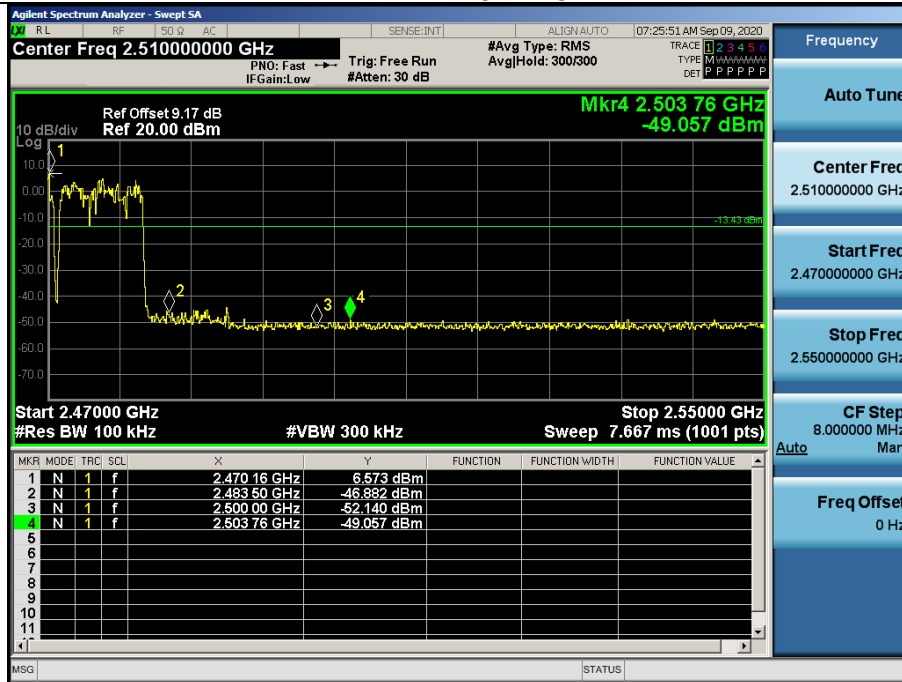 Agilent Spectrum Analyzer - Swept SA
LXI RL RF 50 Ω AC SENSE:INT ALIGN AUTO 07:25:51 AM Sep 09, 2020
Center Freq 2.510000000 GHz
PNO: Fast
IFGain:Low
Trig: Free Run
#Atten: 30 dB
#Avg Type: RMS
Avg|Hold: 300/300
TRACE 1 2 3 4 5 6
TYPE M
DET P P P P P P
Mkr4 2.503 76 GHz
-49.057 dBm
Ref Offset 9.17 dB
10 dB/div Ref 20.00 dBm
Log
1
10.0
0.00
-10.0
-13.43 dBm
-20.0
-30.0
-40.0
2
3
4
-50.0
-60.0
-70.0
Start 2.47000 GHz Stop 2.55000 GHz
#Res BW 100 kHz #VBW 300 kHz Sweep 7.667 ms (1001 pts)
MKR MODE TRC SCL X Y FUNCTION FUNCTION WIDTH FUNCTION VALUE
1 N 1 f 2.470 16 GHz 6.573 dBm
2 N 1 f 2.483 50 GHz -46.882 dBm
3 N 1 f 2.500 00 GHz -52.140 dBm
4 N 1 f 2.503 76 GHz -49.057 dBm
5
6
7
8
9
10
11
MSG STATUS
Frequency
Auto Tune
Center Freq
2.510000000 GHz
Start Freq
2.470000000 GHz
Stop Freq
2.550000000 GHz
CF Step
8.000000 MHz
Auto Man
Freq Offset
0 Hz